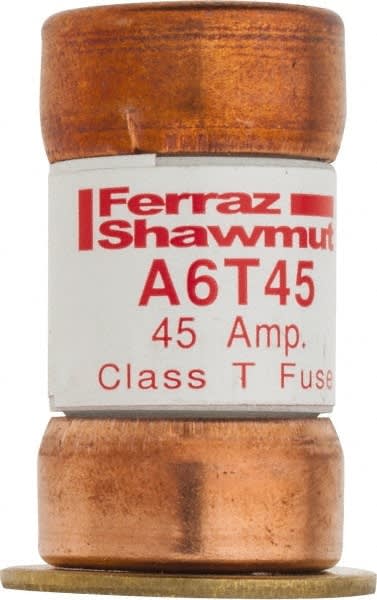 Ferraz
Shawmut
A6T45
45 Amp.
Class T Fuse